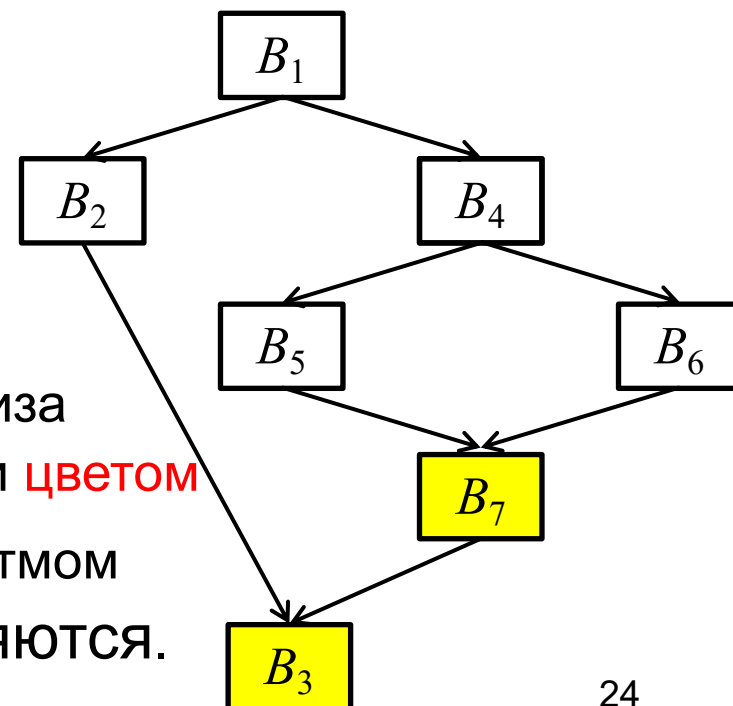 B₁
B₂ B₄
B₅ B₆
иза
и цветом
B₇
тмом
яются.
B₃
24